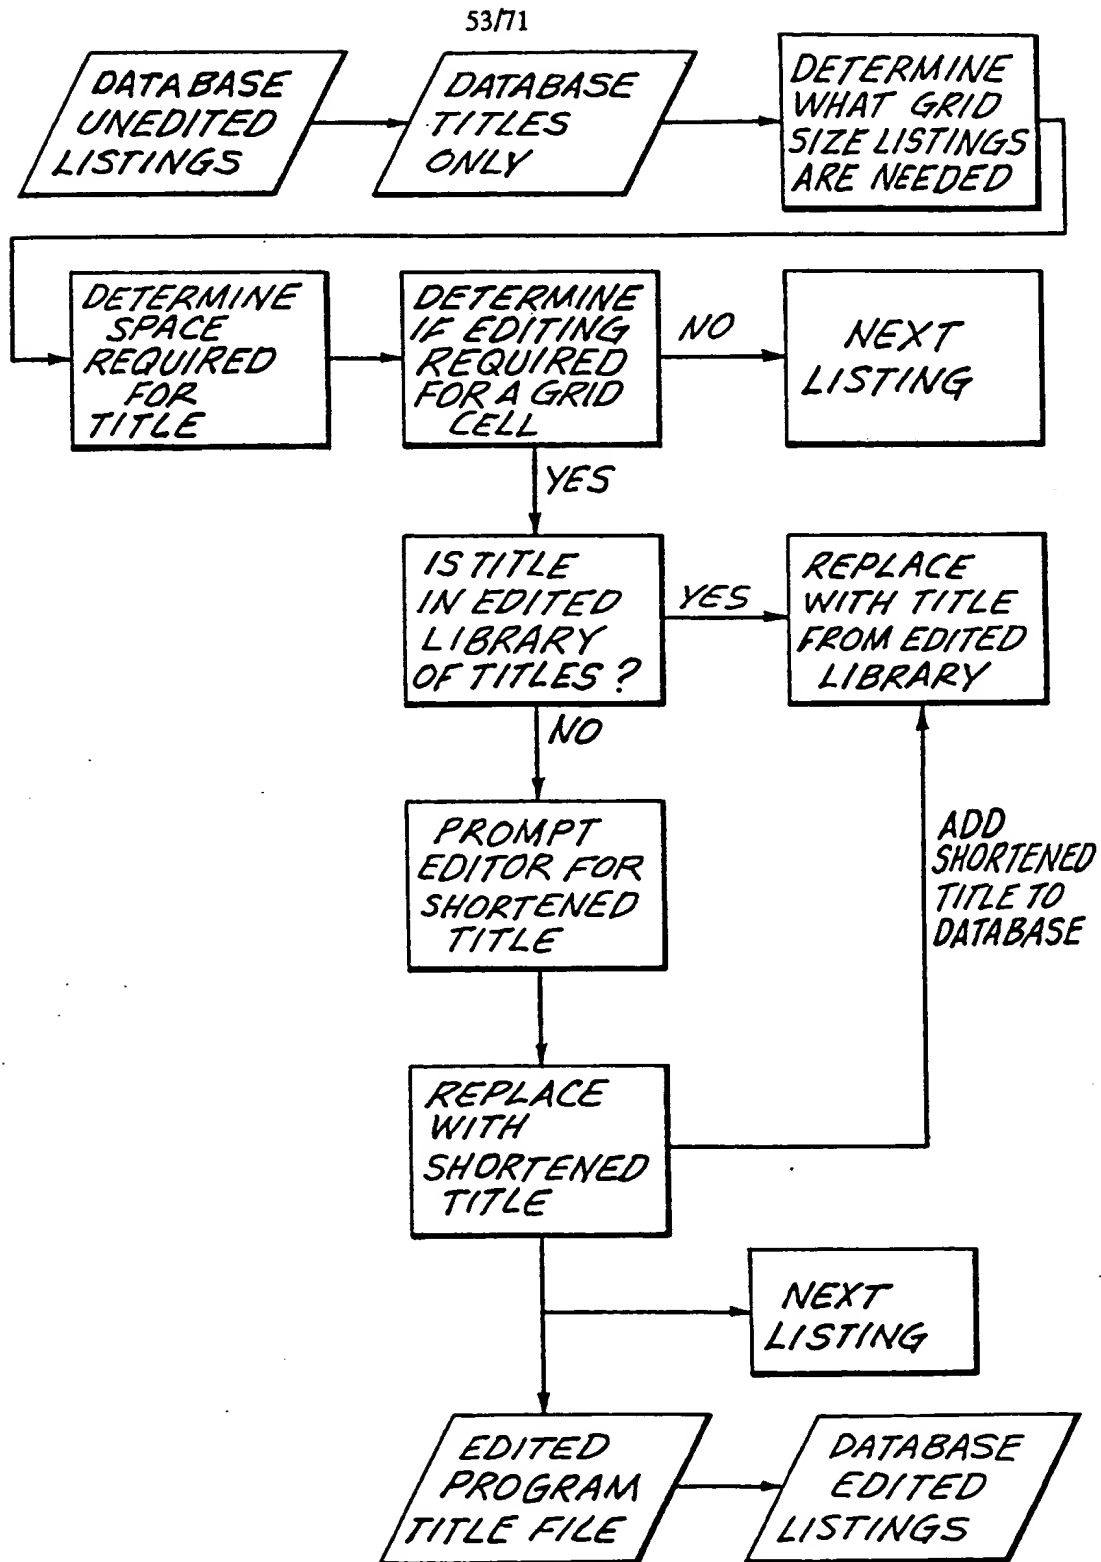 53/71
DATABASE
UNEDITED
LISTINGS
DATABASE
TITLES
ONLY
DETERMINE
WHAT GRID
SIZE LISTINGS
ARE NEEDED
DETERMINE
SPACE
REQUIRED
FOR
TITLE
DETERMINE
IF EDITING
REQUIRED
FOR A GRID
CELL
NO
NEXT
LISTING
YES
IS TITLE
IN EDITED
LIBRARY
OF TITLES?
YES
REPLACE
WITH TITLE
FROM EDITED
LIBRARY
NO
PROMPT
EDITOR FOR
SHORTENED
TITLE
ADD
SHORTENED
TITLE TO
DATABASE
REPLACE
WITH
SHORTENED
TITLE
NEXT
LISTING
EDITED
PROGRAM
TITLE FILE
DATABASE
EDITED
LISTINGS